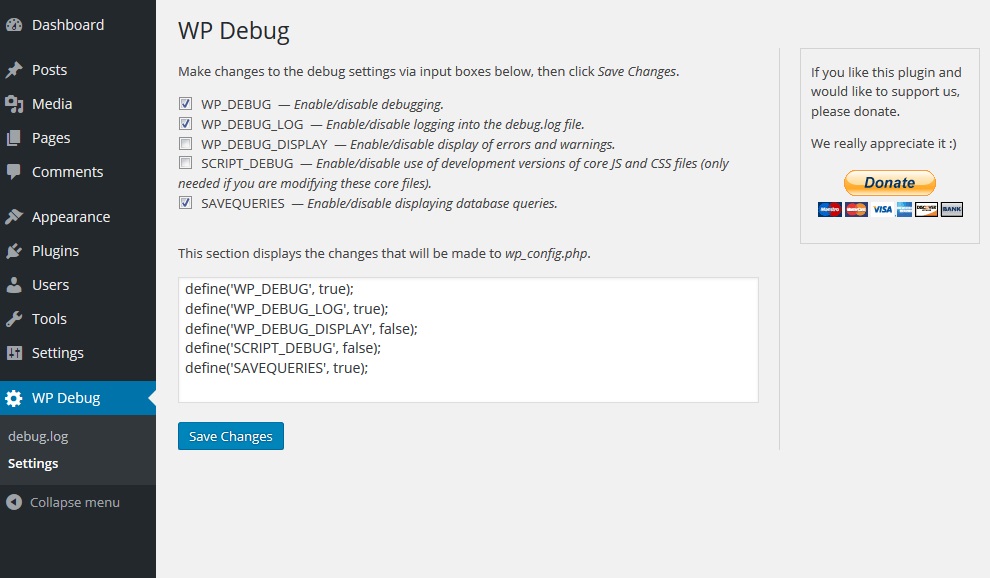 Dashboard
Posts
Media
Pages
Comments
Appearance
Plugins
Users
Tools
Settings
WP Debug
debug.log
Settings
Collapse menu
WP Debug
Make changes to the debug settings via input boxes below, then click Save Changes.
WP_DEBUG — Enable/disable debugging.
WP_DEBUG_LOG — Enable/disable logging into the debug.log file.
WP_DEBUG_DISPLAY — Enable/disable display of errors and warnings.
SCRIPT_DEBUG — Enable/disable use of development versions of core JS and CSS files (only
needed if you are modifying these core files).
SAVEQUERIES — Enable/disable displaying database queries.
This section displays the changes that will be made to wp_config.php.
define('WP_DEBUG', true);
define('WP_DEBUG_LOG', true);
define('WP_DEBUG_DISPLAY', false);
define('SCRIPT_DEBUG', false);
define('SAVEQUERIES', true);
Save Changes
If you like this plugin and
would like to support us,
please donate.
We really appreciate it :)
Donate
Maestro MasterCard VISA DISCOVER BANK